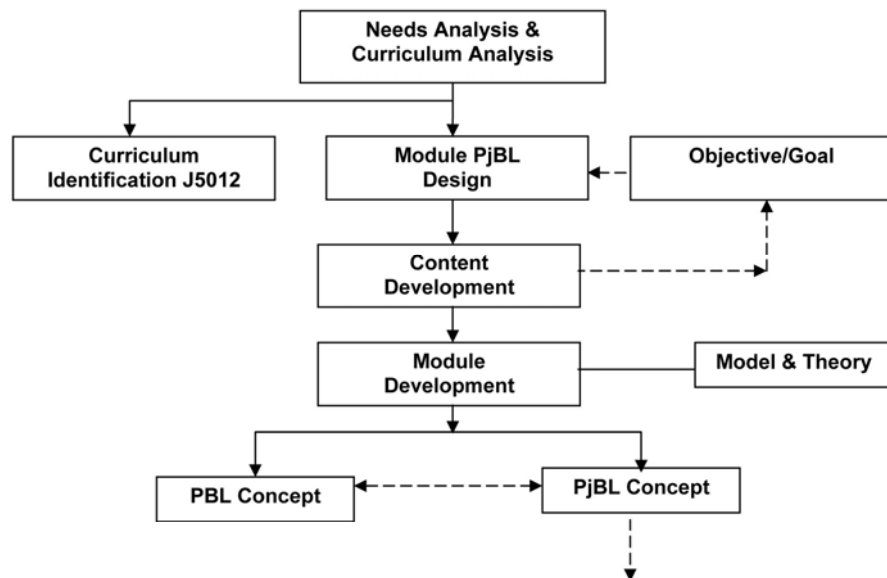 Needs Analysis &
Curriculum Analysis
Curriculum
Identification J5012
Module PjBL
Design
Objective/Goal
Content
Development
Module
Development
Model & Theory
PBL Concept
PjBL Concept